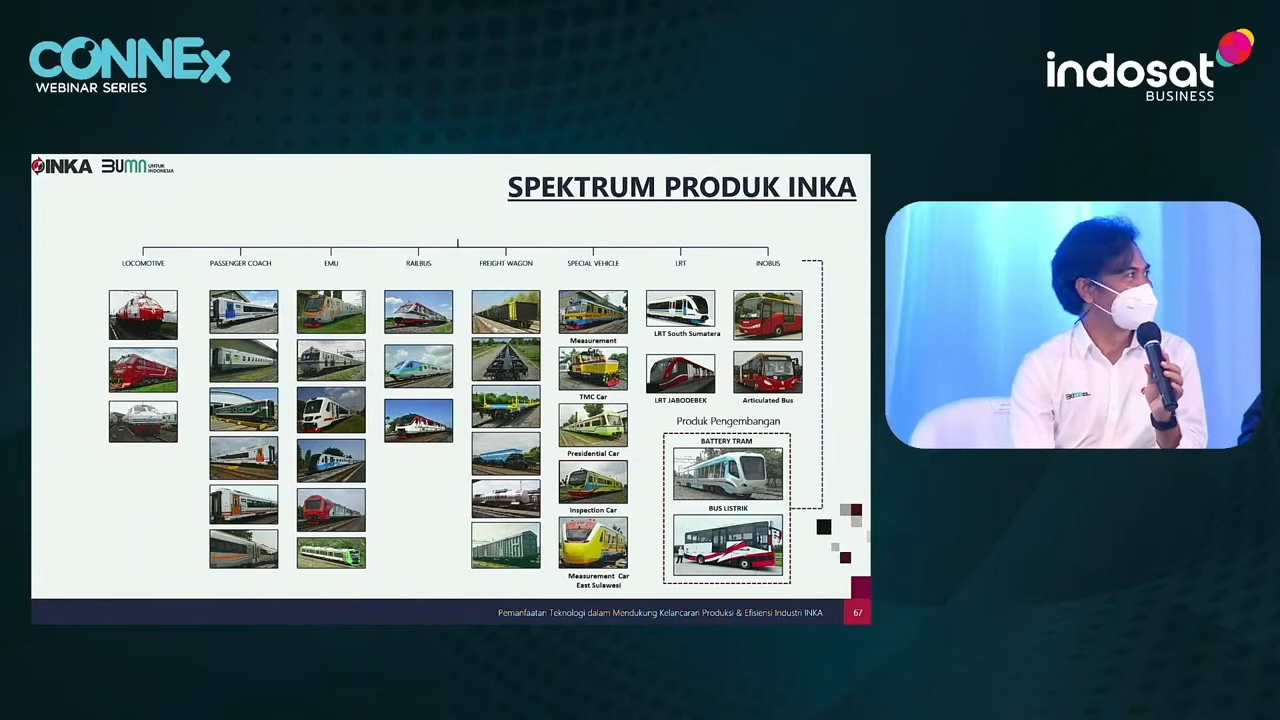 CONNEx
WEBINAR SERIES
indosat
BUSINESS
INKA BUMN UNTUK INDONESIA
SPEKTRUM PRODUK INKA
LOCOMOTIVE PASSENGER COACH EMU RAILBUS FREIGHT WAGON SPECIAL VEHICLE LRT INOBUS
Measurement
LRT South Sumatera
TMC Car
LRT JABODEBEK
Articulated Bus
Presidential Car
Produk Pengembangan
BATTERY TRAM
Inspection Car
BUS LISTRIK
Measurement Car
East Sulawesi
Pemanfaatan Teknologi dalam Mendukung Kelancaran Produksi & Efisiensi Industri INKA 67